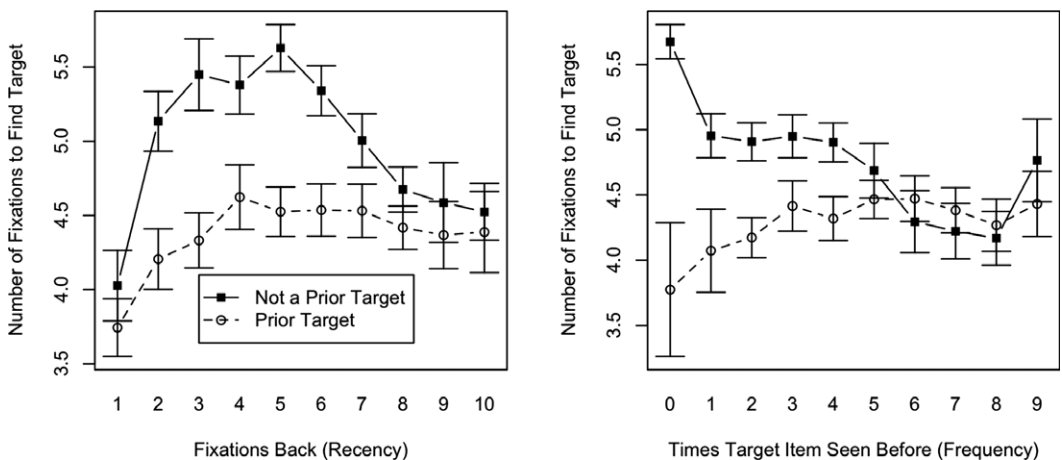 Number of Fixations to Find Target
5.5
5.0
4.5
4.0
3.5
Not a Prior Target
Prior Target
1 2 3 4 5 6 7 8 9 10
Fixations Back (Recency)
Number of Fixations to Find Target
5.5
5.0
4.5
4.0
3.5
0 1 2 3 4 5 6 7 8 9
Times Target Item Seen Before (Frequency)